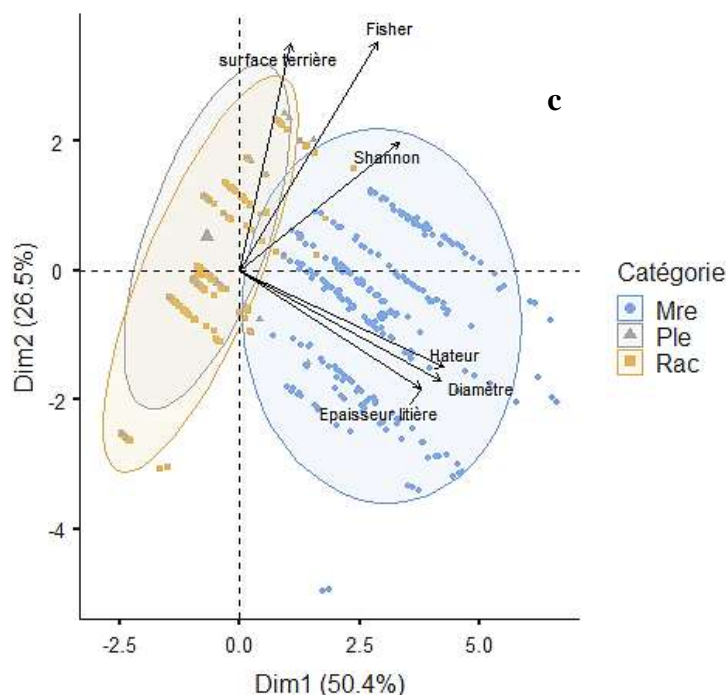 Fisher
surface terrière
c
Shannon
2
0
-2
-4
Dim2 (26.5%)
Hateur
Diamètre
Epaisseur litière
-2.5
0.0
2.5
5.0
Dim1 (50.4%)
Catégorie
Mre
Ple
Rac